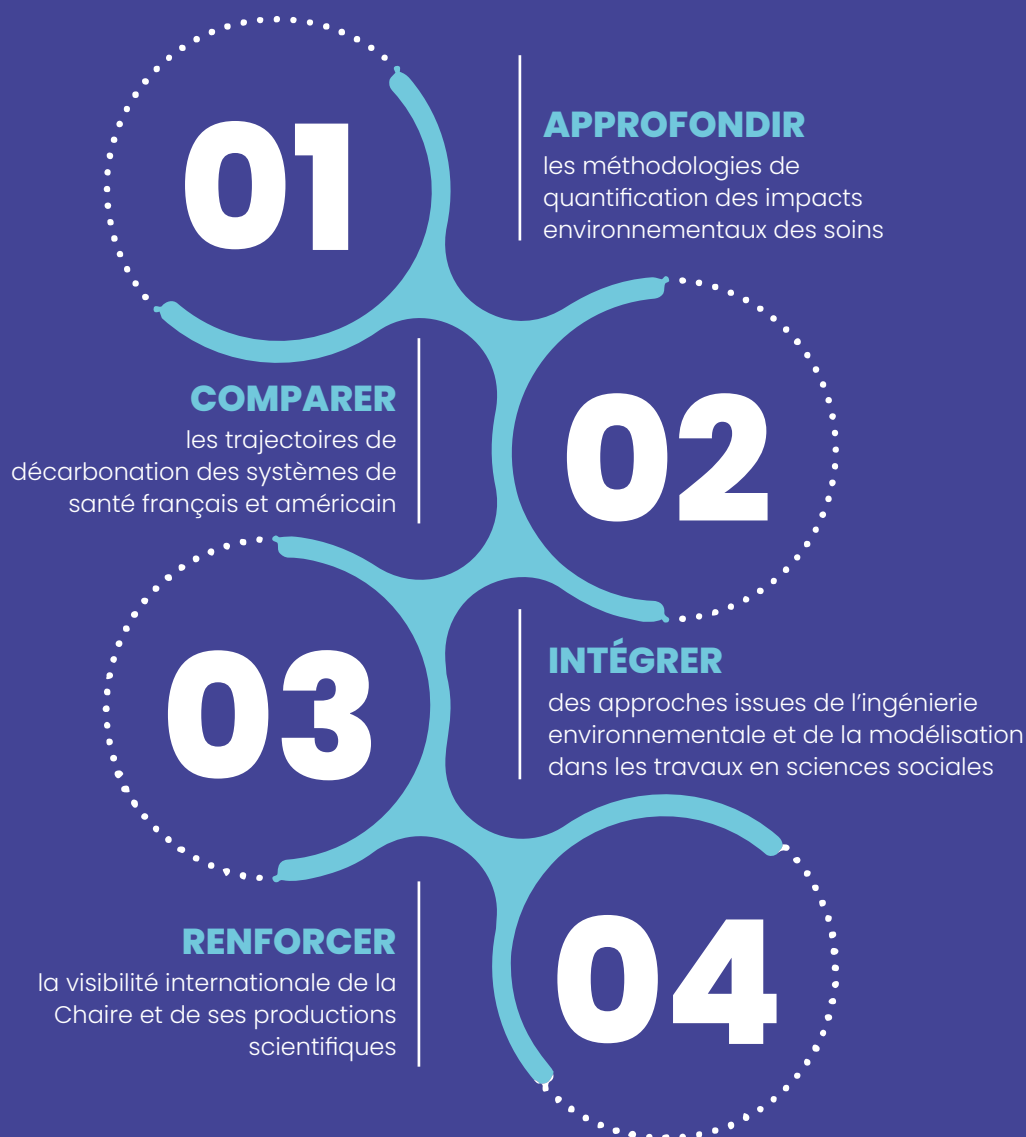 01
APPROFONDIR
les méthodologies de
quantification des impacts
environnementaux des soins
02
COMPARER
les trajectoires de
décarbonation des systèmes de
santé français et américain
03
INTÉGRER
des approches issues de l’ingénierie
environnementale et de la modélisation
dans les travaux en sciences sociales
04
RENFORCER
la visibilité internationale de la
Chaire et de ses productions
scientifiques